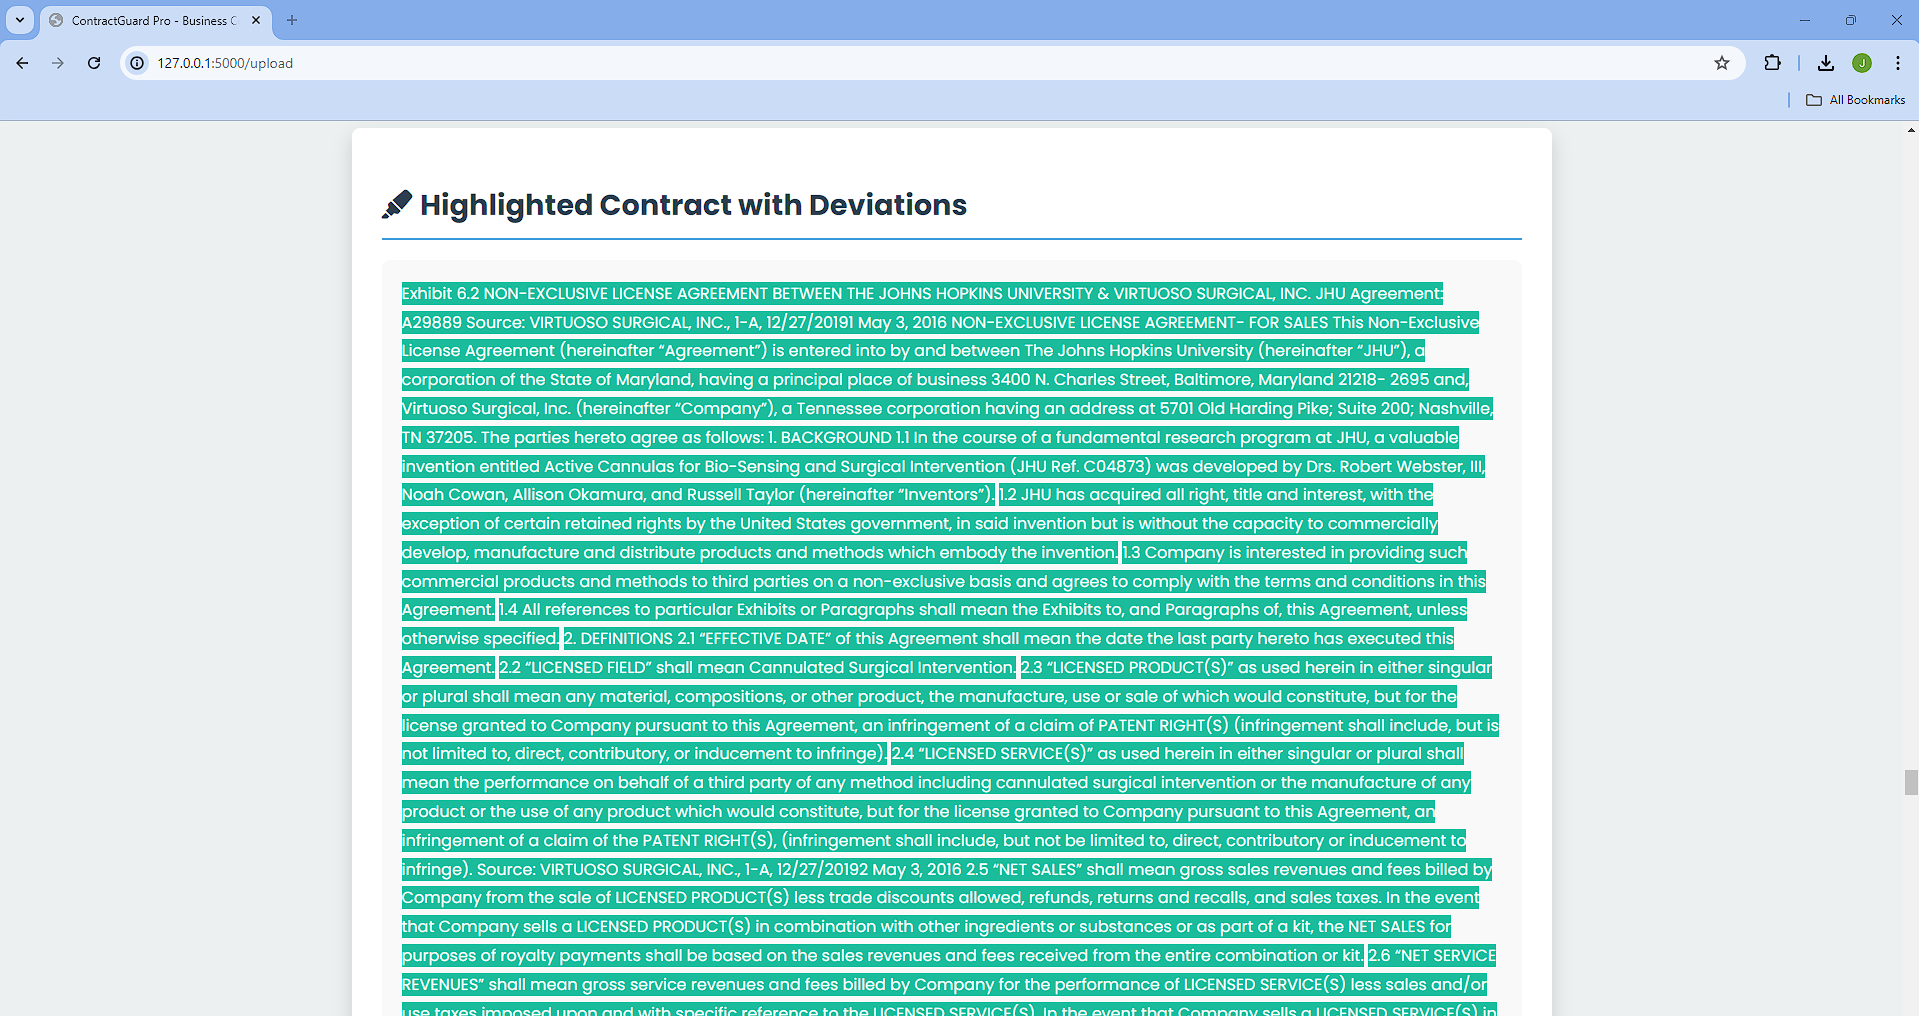 ContractGuard Pro - Business C
127.0.0.1:5000/upload
J
All Bookmarks
Highlighted Contract with Deviations
Exhibit 6.2 NON-EXCLUSIVE LICENSE AGREEMENT BETWEEN THE JOHNS HOPKINS UNIVERSITY & VIRTUOSO SURGICAL, INC. JHU Agreement:
A29889 Source: VIRTUOSO SURGICAL, INC., 1-A, 12/27/20191 May 3, 2016 NON-EXCLUSIVE LICENSE AGREEMENT- FOR SALES This Non-Exclusive
License Agreement (hereinafter “Agreement”) is entered into by and between The Johns Hopkins University (hereinafter “JHU”), a
corporation of the State of Maryland, having a principal place of business 3400 N. Charles Street, Baltimore, Maryland 21218- 2695 and,
Virtuoso Surgical, Inc. (hereinafter “Company”), a Tennessee corporation having an address at 5701 Old Harding Pike; Suite 200; Nashville,
TN 37205. The parties hereto agree as follows: 1. BACKGROUND 1.1 In the course of a fundamental research program at JHU, a valuable
invention entitled Active Cannulas for Bio-Sensing and Surgical Intervention (JHU Ref. C04873) was developed by Drs. Robert Webster, III,
Noah Cowan, Allison Okamura, and Russell Taylor (hereinafter “Inventors”). 1.2 JHU has acquired all right, title and interest, with the
exception of certain retained rights by the United States government, in said invention but is without the capacity to commercially
develop, manufacture and distribute products and methods which embody the invention. 1.3 Company is interested in providing such
commercial products and methods to third parties on a non-exclusive basis and agrees to comply with the terms and conditions in this
Agreement. 1.4 All references to particular Exhibits or Paragraphs shall mean the Exhibits to, and Paragraphs of, this Agreement, unless
otherwise specified. 2. DEFINITIONS 2.1 “EFFECTIVE DATE” of this Agreement shall mean the date the last party hereto has executed this
Agreement. 2.2 “LICENSED FIELD” shall mean Cannulated Surgical Intervention. 2.3 “LICENSED PRODUCT(S)” as used herein in either singular
or plural shall mean any material, compositions, or other product, the manufacture, use or sale of which would constitute, but for the
license granted to Company pursuant to this Agreement, an infringement of a claim of PATENT RIGHT(S) (infringement shall include, but is
not limited to, direct, contributory, or inducement to infringe). 2.4 “LICENSED SERVICE(S)” as used herein in either singular or plural shall
mean the performance on behalf of a third party of any method including cannulated surgical intervention or the manufacture of any
product or the use of any product which would constitute, but for the license granted to Company pursuant to this Agreement, an
infringement of a claim of the PATENT RIGHT(S), (infringement shall include, but not be limited to, direct, contributory or inducement to
infringe). Source: VIRTUOSO SURGICAL, INC., 1-A, 12/27/20192 May 3, 2016 2.5 “NET SALES” shall mean gross sales revenues and fees billed by
Company from the sale of LICENSED PRODUCT(S) less trade discounts allowed, refunds, returns and recalls, and sales taxes. In the event
that Company sells a LICENSED PRODUCT(S) in combination with other ingredients or substances or as part of a kit, the NET SALES for
purposes of royalty payments shall be based on the sales revenues and fees received from the entire combination or kit. 2.6 “NET SERVICE
REVENUES” shall mean gross service revenues and fees billed by Company for the performance of LICENSED SERVICE(S) less sales and/or
use taxes imposed upon and with specific reference to the LICENSED SERVICE(S). In the event that Company sells a LICENSED SERVICE(S) in